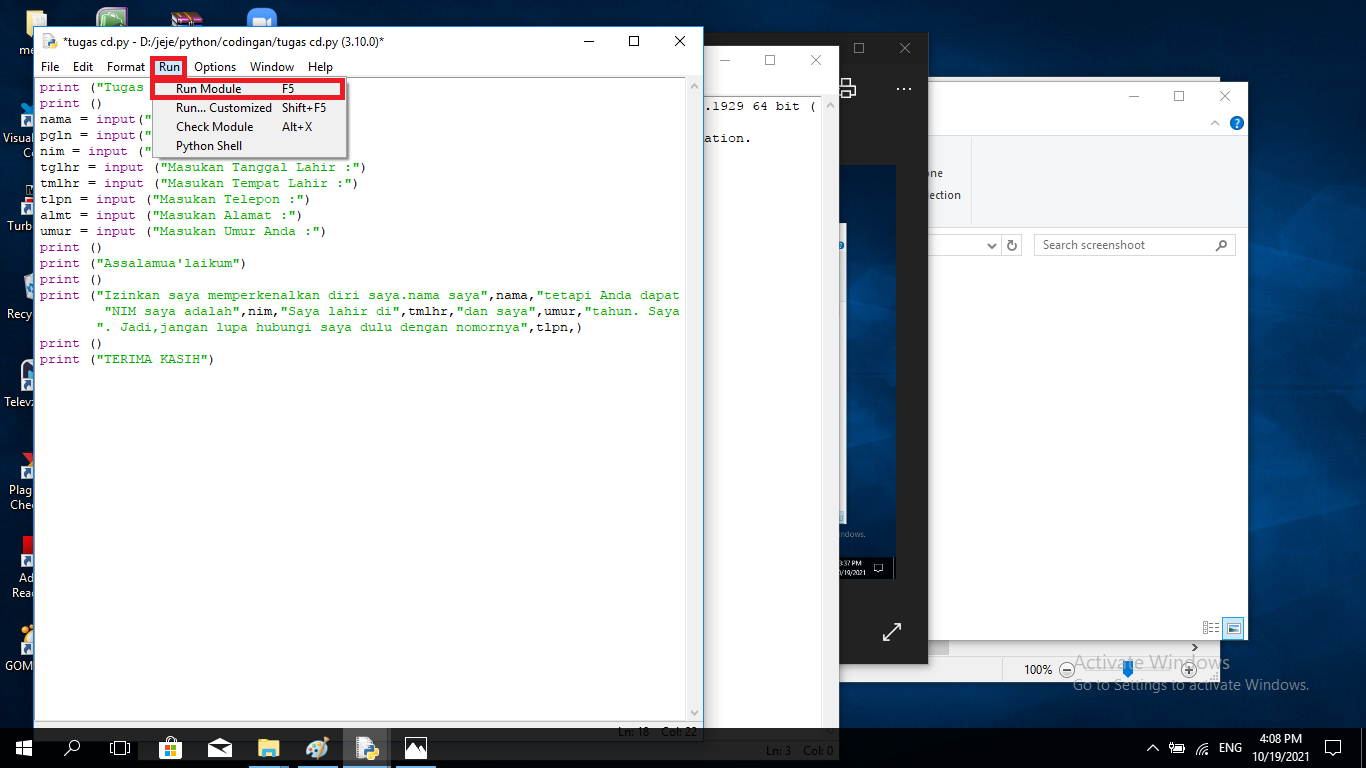 *tugas cd.py - D:/jeje/python/codingan/tugas cd.py (3.10.0)*
File Edit Format Run Options Window Help
Run Module F5
Run... Customized Shift+F5
Check Module Alt+X
Python Shell
print ("Tugas
print ()
nama = input("
pgln = input("
nim = input ("
tglhr = input ("Masukan Tanggal Lahir :")
tmlhr = input ("Masukan Tempat Lahir :")
tlpn = input ("Masukan Telepon :")
almt = input ("Masukan Alamat :")
umur = input ("Masukan Umur Anda :")
print ()
print ("Assalamua'laikum")
print ()
print ("Izinkan saya memperkenalkan diri saya.nama saya",nama,"tetapi Anda dapat
"NIM saya adalah",nim,"Saya lahir di",tmlhr,"dan saya",umur,"tahun. Saya
". Jadi,jangan lupa hubungi saya dulu dengan nomornya",tlpn,)
print ()
print ("TERIMA KASIH")
Ln: 18 Col: 22
.1929 64 bit (
ation.
Ln: 3 Col: 0
one
ection
Search screenshoot
ndows.
3:37 PM
/19/2021
100%
Activate Windows
Go to Settings to activate Windows.
me
Visual
Co
Turb
Recy
Telev
Plag
Chec
Ad
Rea
GOM
ENG
4:08 PM
10/19/2021